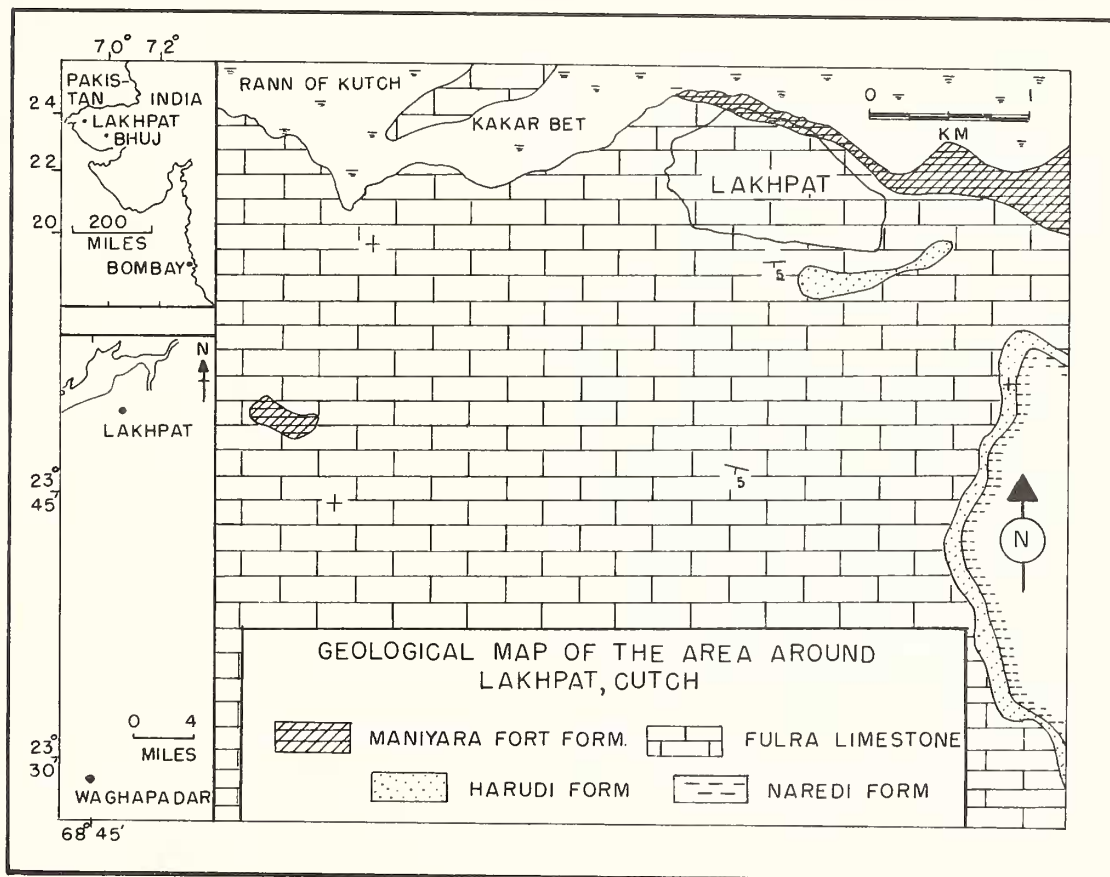 70° 72°
PAKIS-
TAN INDIA
24
LAKHPAT
BHUJ
22
20
200
MILES
BOMBAY
N
LAKHPAT
23°
45'
0 4
MILES
23°
30'
WAGHAPADAR
68° 45'
RANN OF KUTCH
KAKAR BET
0 1
KM
LAKHPAT
5
5
N
GEOLOGICAL MAP OF THE AREA AROUND
LAKHPAT, CUTCH
MANIYARA FORT FORM. FULRA LIMESTONE
HARUDI FORM NAREDI FORM